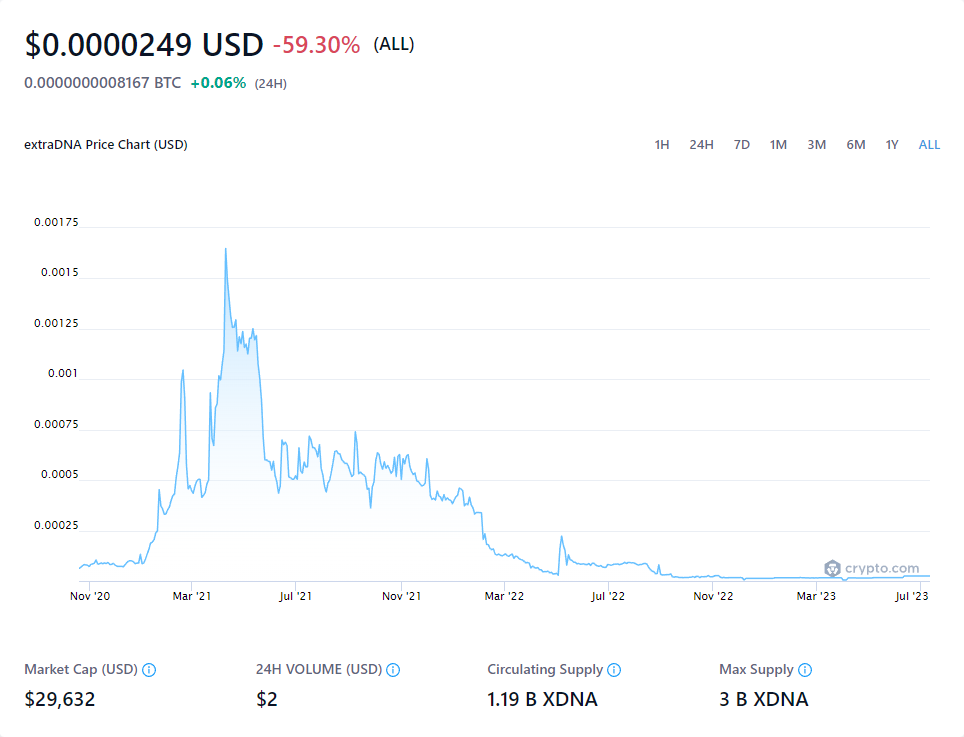 $0.0000249 USD -59.30% (ALL)
0.0000000008167 BTC +0.06% (24H)
extraDNA Price Chart (USD) 1H 24H 7D 1M 3M 6M 1Y ALL
0.00175
0.0015
0.00125
0.001
0.00075
0.0005
0.00025
crypto.com
Nov '20 Mar '21 Jul '21 Nov '21 Mar '22 Jul '22 Nov '22 Mar '23 Jul '23
Market Cap (USD) 24H VOLUME (USD) Circulating Supply Max Supply
$29,632 $2 1.19 B XDNA 3 B XDNA